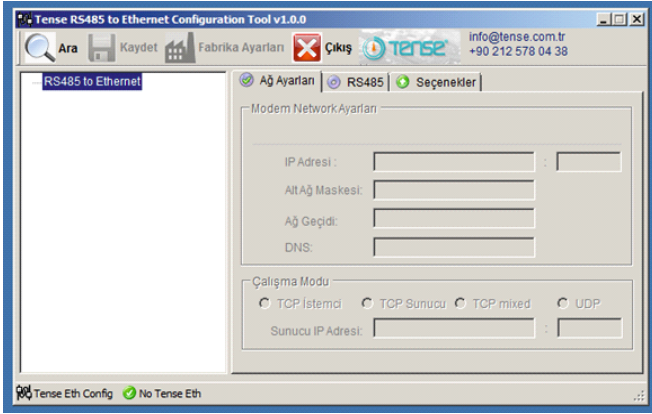 Tense RS485 to Ethernet Configuration Tool v1.0.0
Ara Kaydet Fabrika Ayarları Çıkış Tense info@tense.com.tr
+90 212 578 04 38
RS485 to Ethernet
Ağ Ayarları RS485 Seçenekler
Modem Network Ayarları
IP Adresi : :
Alt Ağ Maskesi:
Ağ Geçidi:
DNS:
Çalışma Modu
TCP İstemci TCP Sunucu TCP mixed UDP
Sunucu IP Adresi: :
Tense Eth Config No Tense Eth